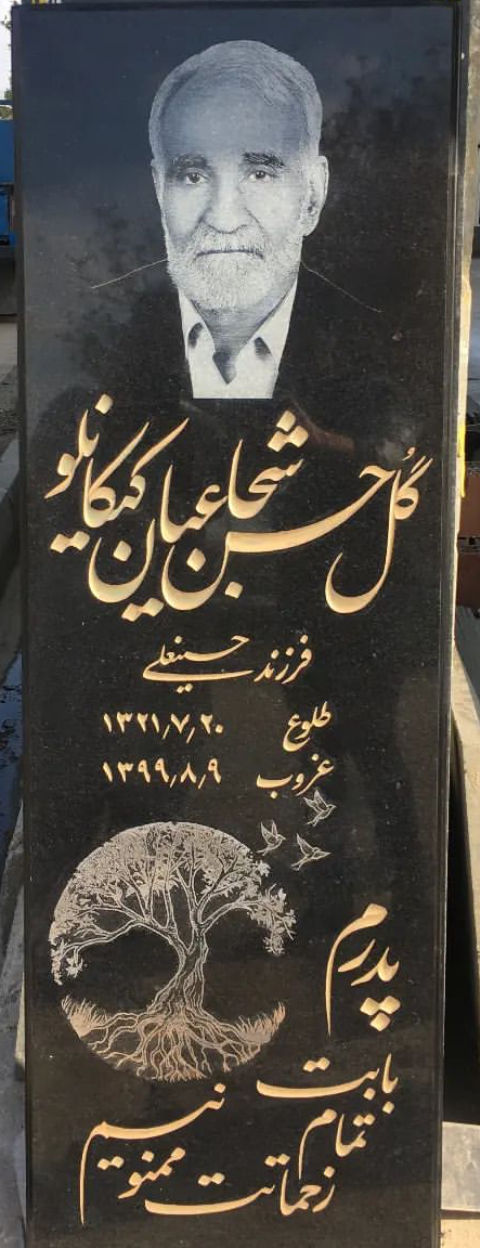 گل حسن شجاعیان کیکانلو
فرزند حسینعلی
طلوع ۱۳۲۱/۷/۲۰
غروب ۱۳۹۹/۸/۹
پدرم
بابت
تمام
زحماتت ممنونیم